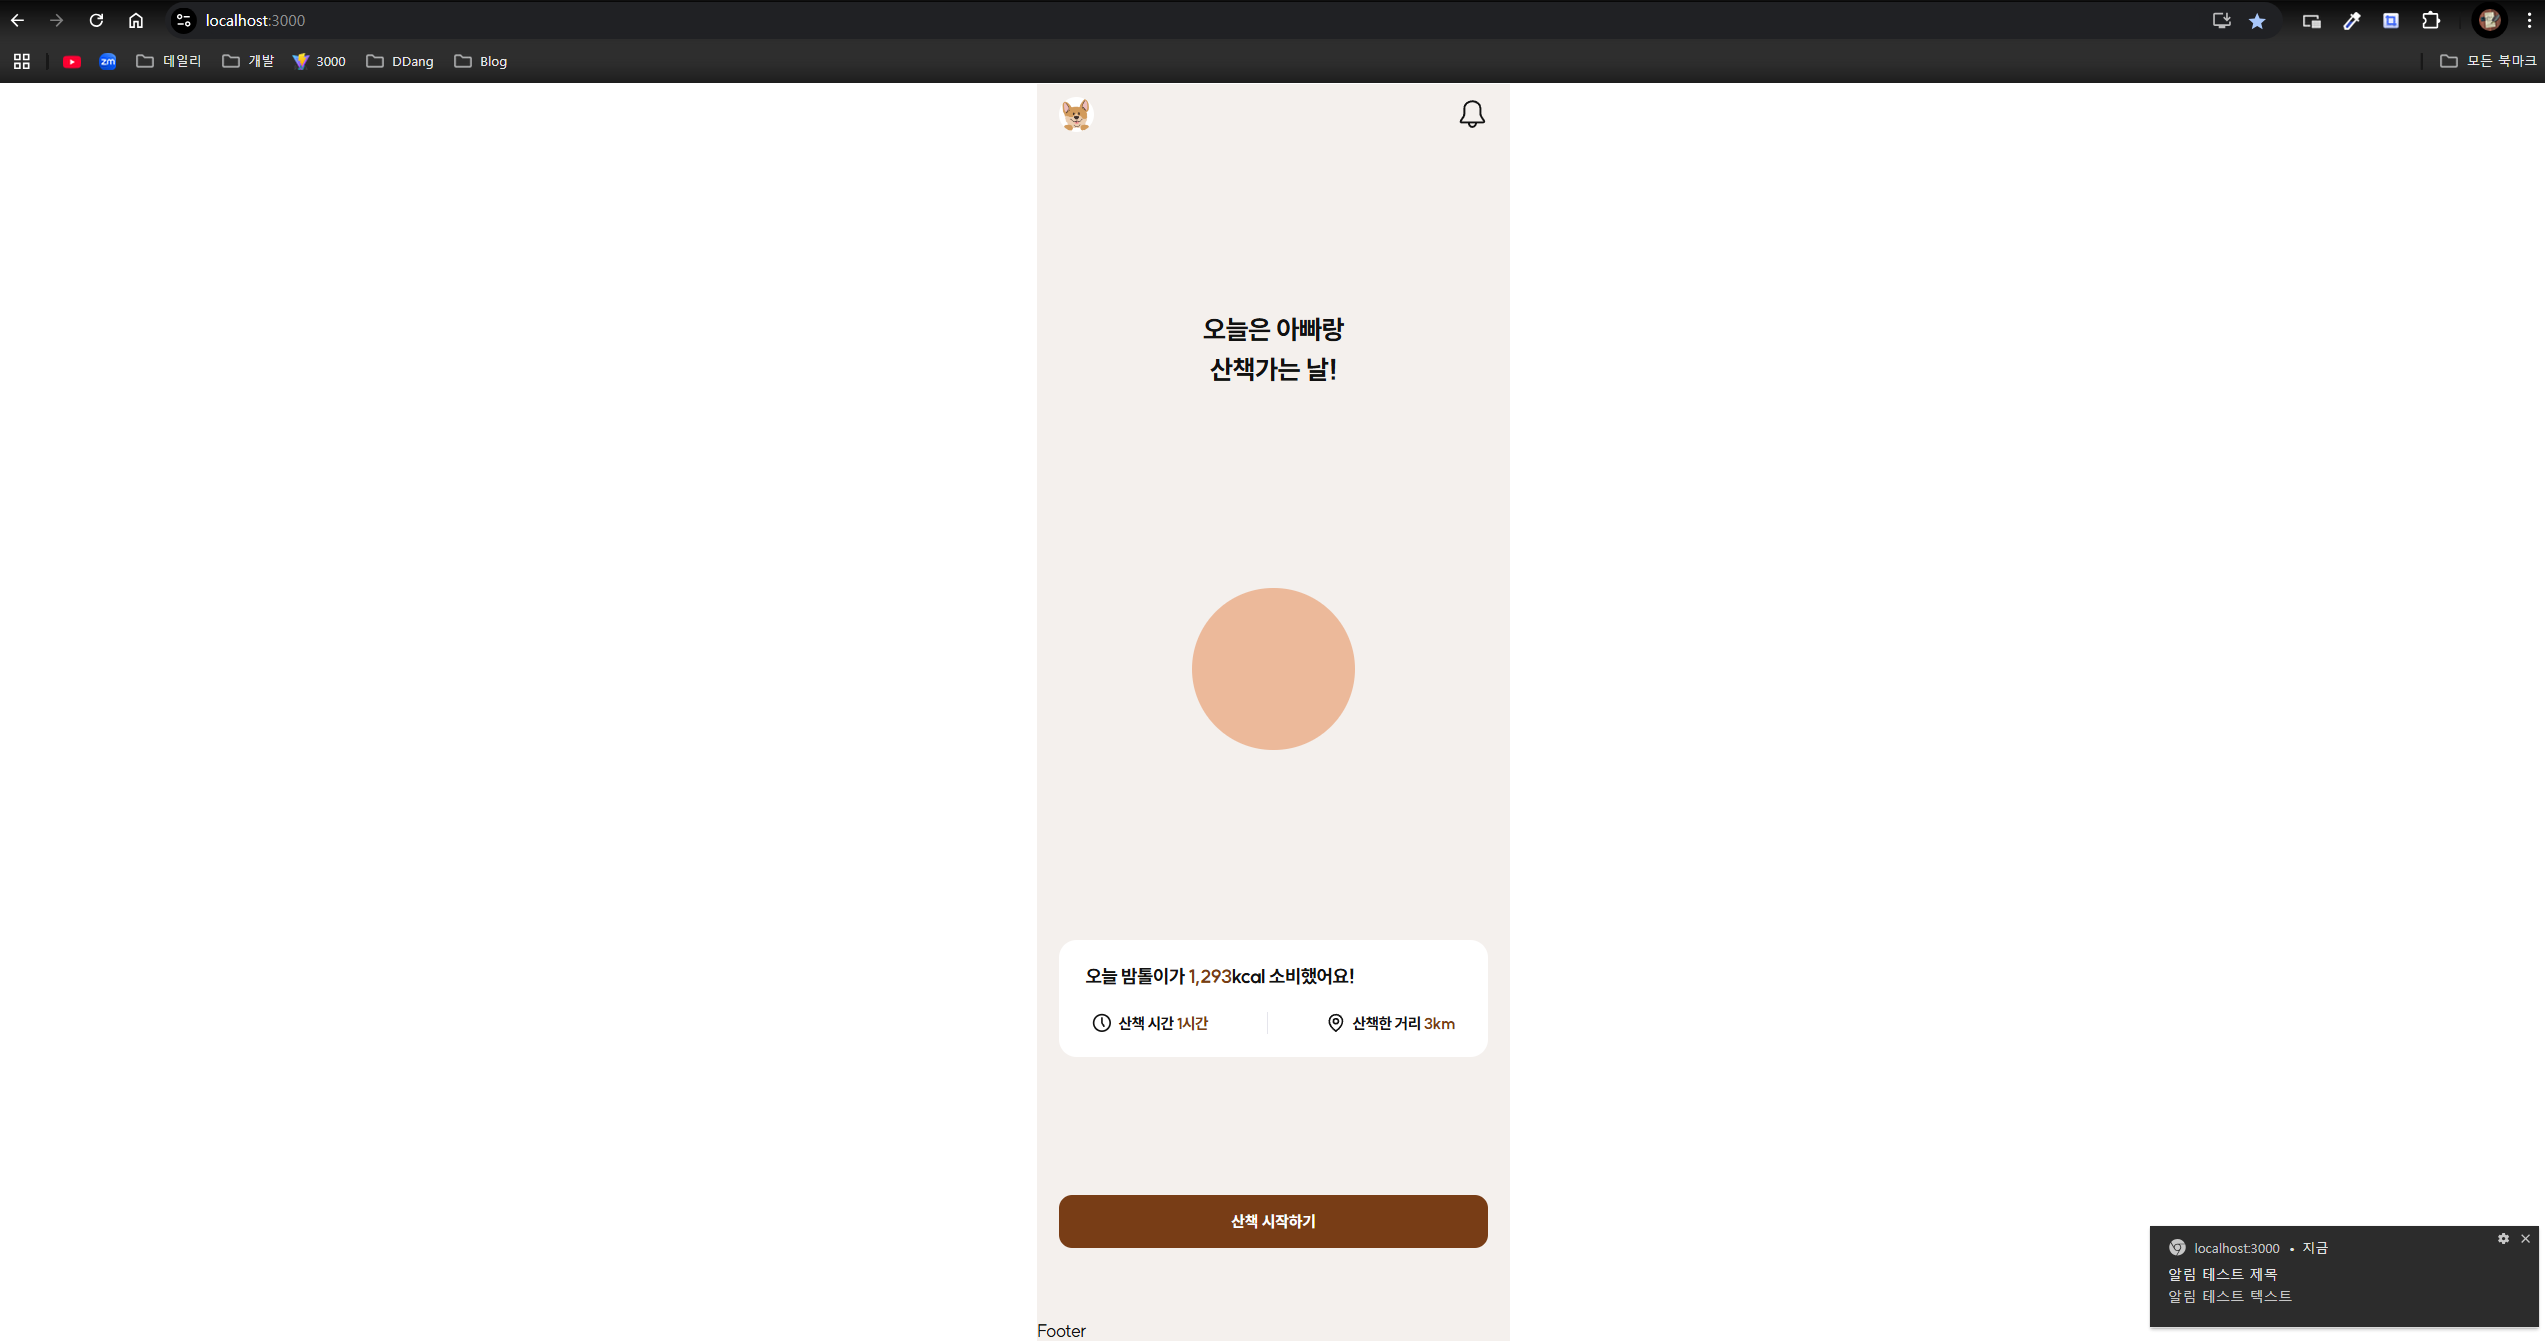 localhost:3000
데일리
개발
3000
DDang
Blog
모든 북마크
오늘은 아빠랑
산책가는 날!
오늘 밤톨이가 1,293kcal 소비했어요!
산책 시간 1시간
산책한 거리 3km
산책 시작하기
Footer
localhost:3000 • 지금
알림 테스트 제목
알림 테스트 텍스트
zm